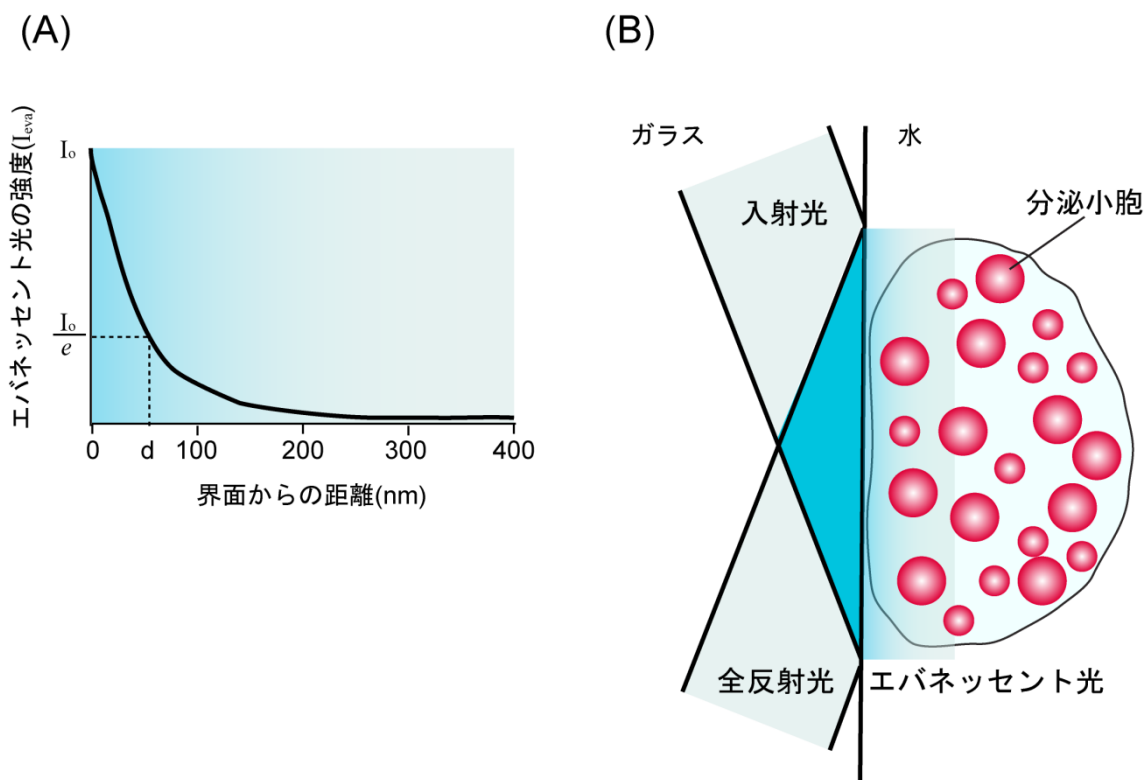 (A)
エバネッセント光の強度(Ieva)
Io
Io
e
0 d 100 200 300 400
界面からの距離(nm)
(B)
ガラス 水
分泌小胞
入射光
全反射光 エバネッセント光